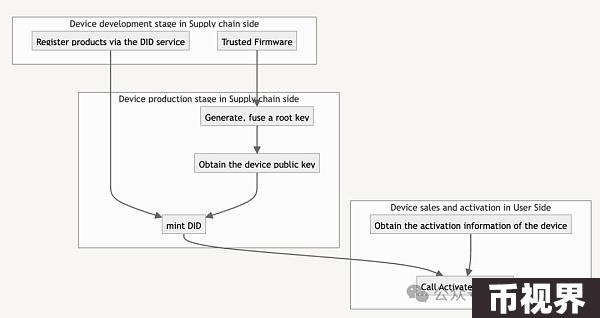 Device development stage in Supply chain side
Register products via the DID service
Trusted Firmware
Device production stage in Supply chain side
Generate, fuse a root key
Obtain the device public key
mint DID
Device sales and activation in User Side
Obtain the activation information of the device
Call Activate
公众
币视界